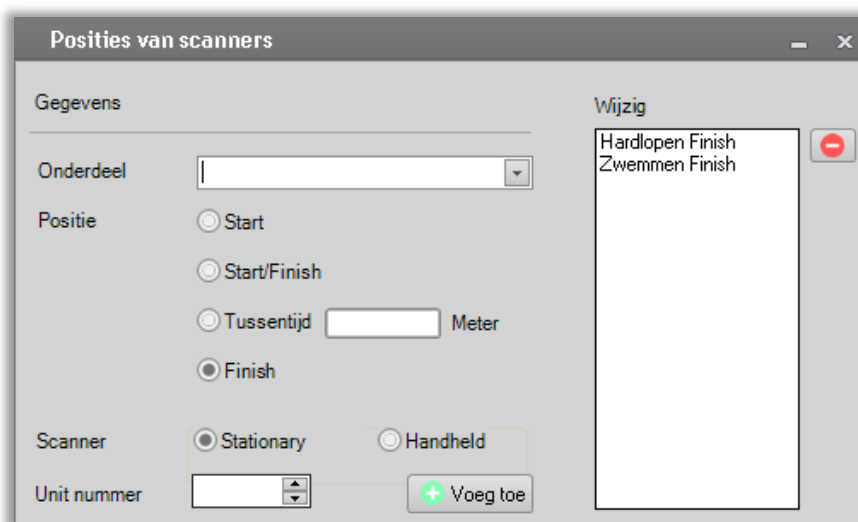 Posities van scanners
Gegevens
Onderdeel
Positie
Start
Start/Finish
Tussentijd
Meter
Finish
Scanner
Stationary
Handheld
Unit nummer
Voeg toe
Wijzig
Hardlopen Finish
Zwemmen Finish